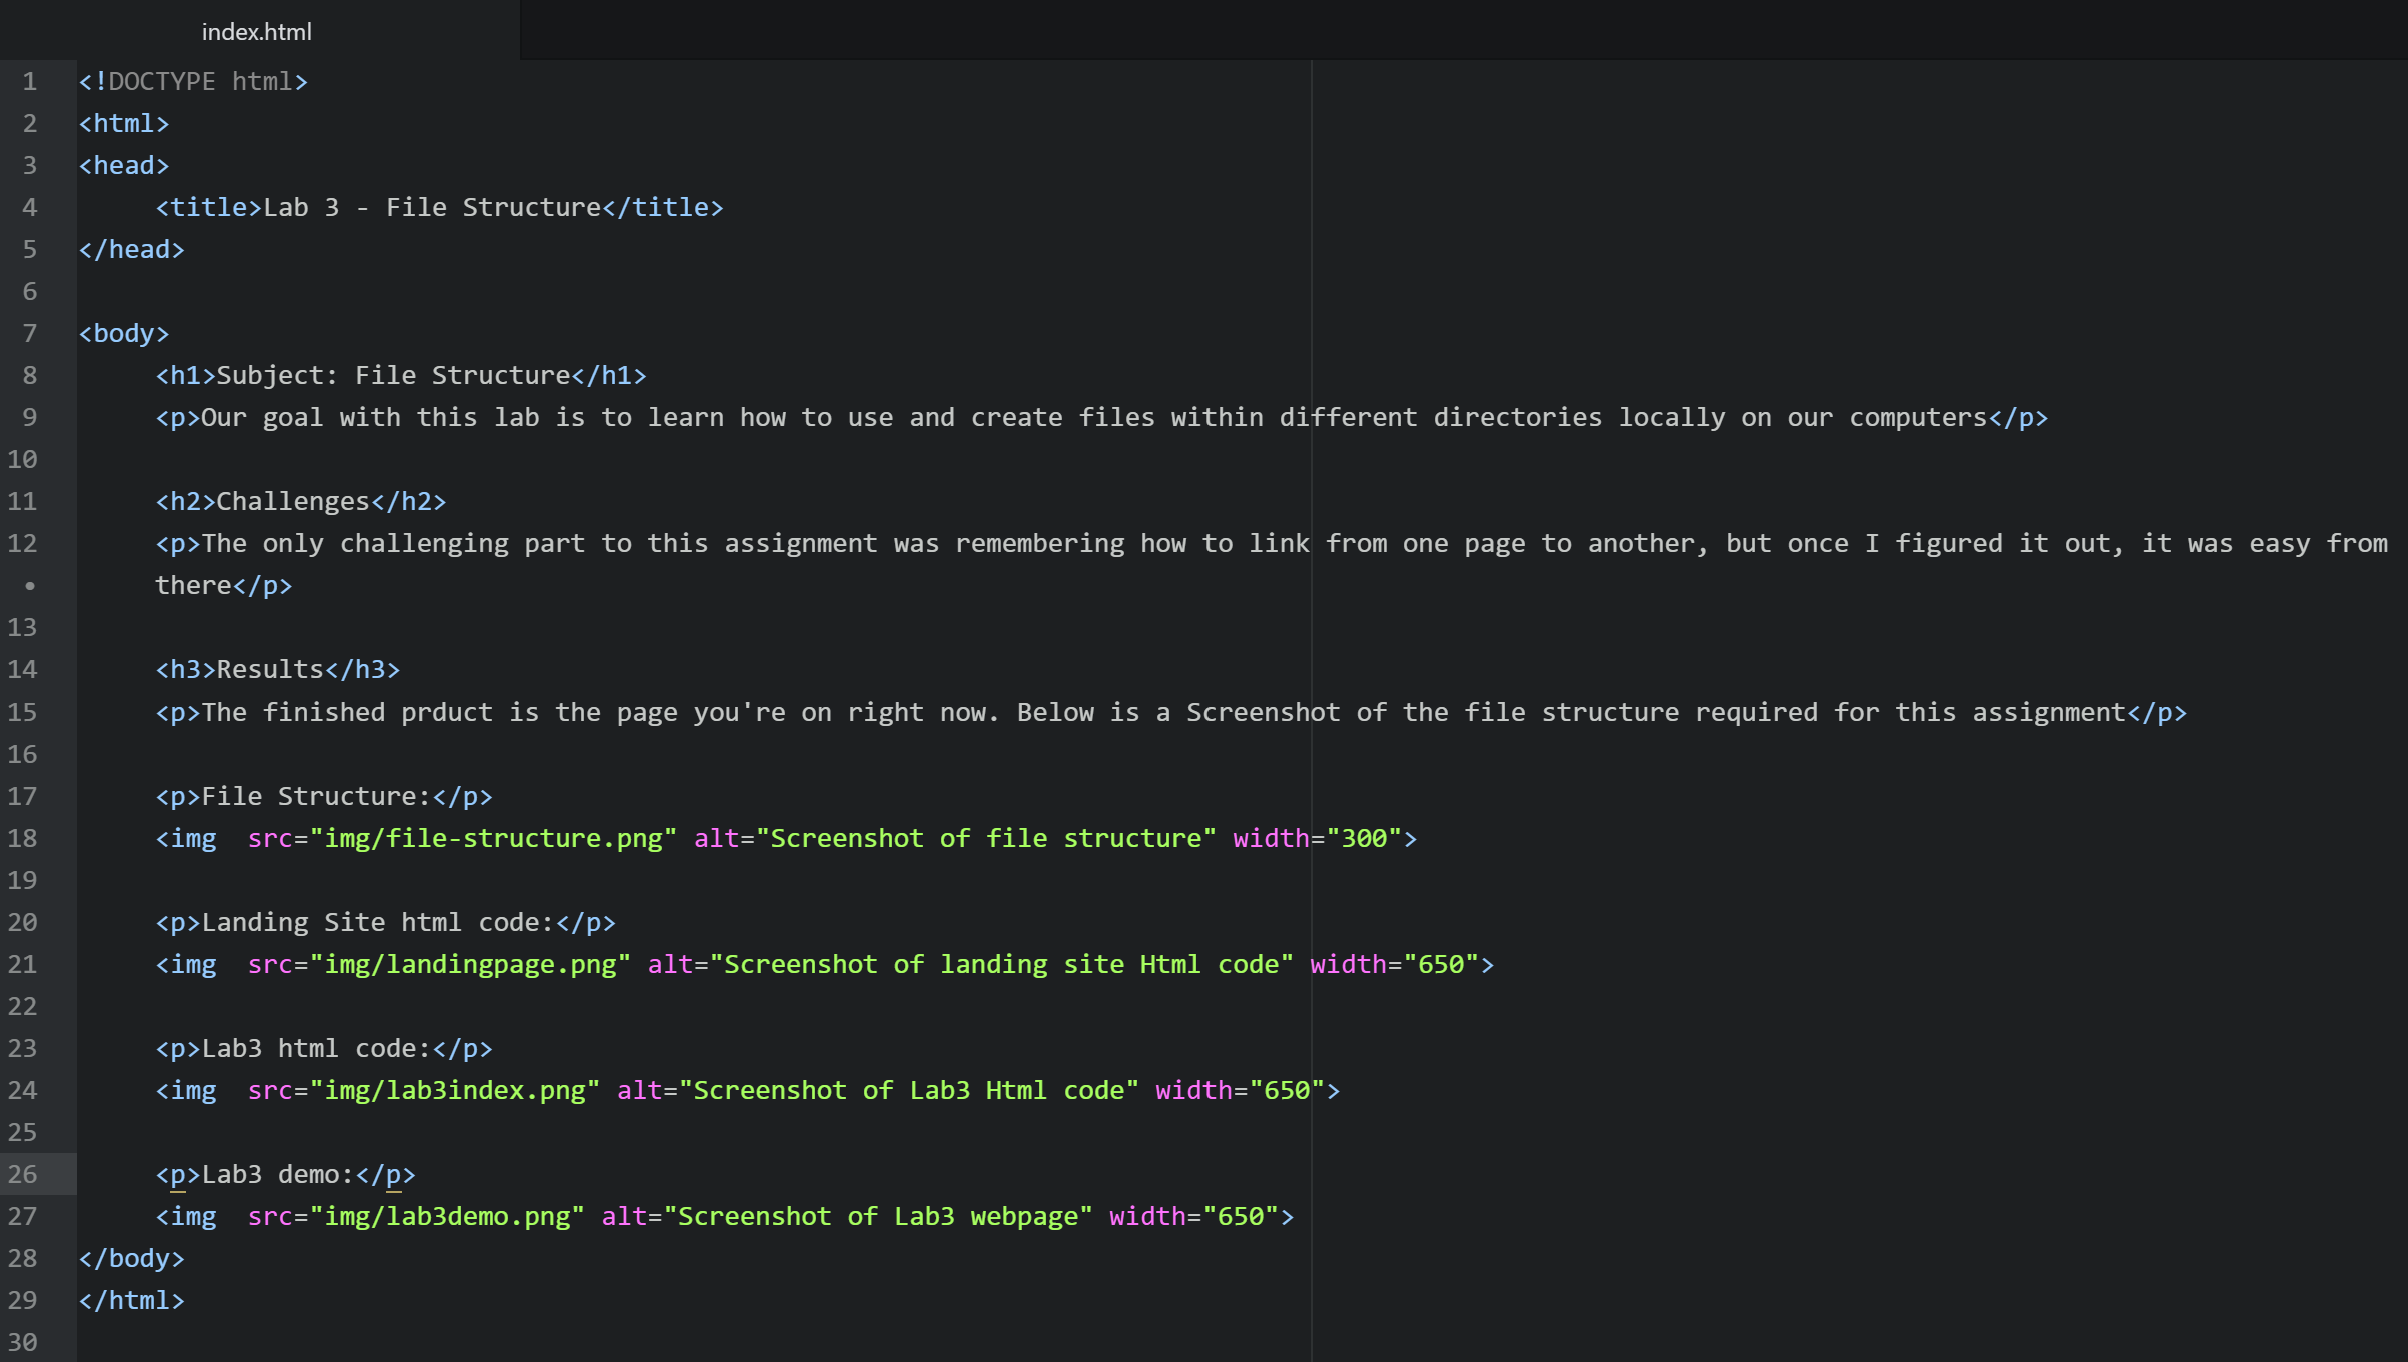 index.html
1 <!DOCTYPE html>
2 <html>
3 <head>
4     <title>Lab 3 - File Structure</title>
5 </head>
6
7 <body>
8     <h1>Subject: File Structure</h1>
9     <p>Our goal with this lab is to learn how to use and create files within different directories locally on our computers</p>
10
11     <h2>Challenges</h2>
12     <p>The only challenging part to this assignment was remembering how to link from one page to another, but once I figured it out, it was easy from
•     there</p>
13
14     <h3>Results</h3>
15     <p>The finished prduct is the page you're on right now. Below is a Screenshot of the file structure required for this assignment</p>
16
17     <p>File Structure:</p>
18     <img  src="img/file-structure.png" alt="Screenshot of file structure" width="300">
19
20     <p>Landing Site html code:</p>
21     <img  src="img/landingpage.png" alt="Screenshot of landing site Html code" width="650">
22
23     <p>Lab3 html code:</p>
24     <img  src="img/lab3index.png" alt="Screenshot of Lab3 Html code" width="650">
25
26     <p>Lab3 demo:</p>
27     <img  src="img/lab3demo.png" alt="Screenshot of Lab3 webpage" width="650">
28 </body>
29 </html>
30